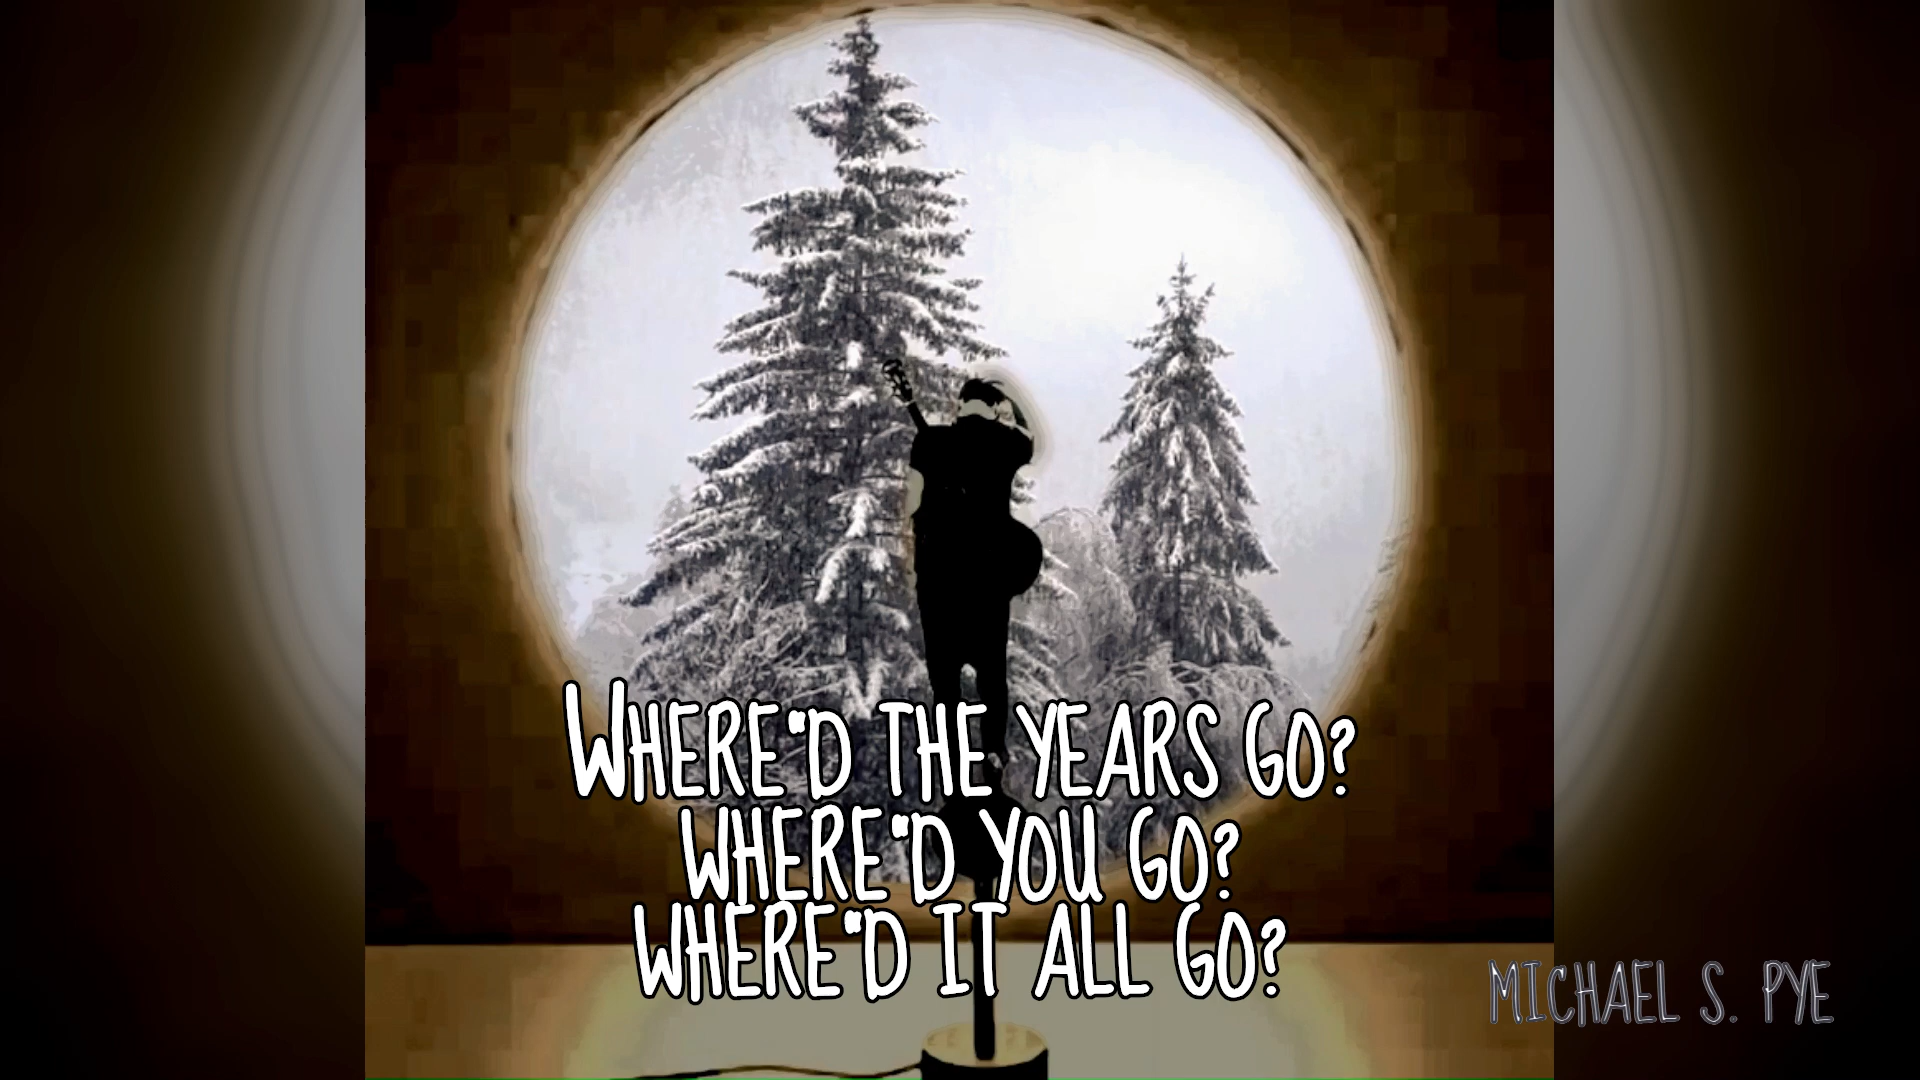 WHERE'D THE YEARS GO?
WHERE'D YOU GO?
WHERE'D IT ALL GO?
MICHAEL S. PYE